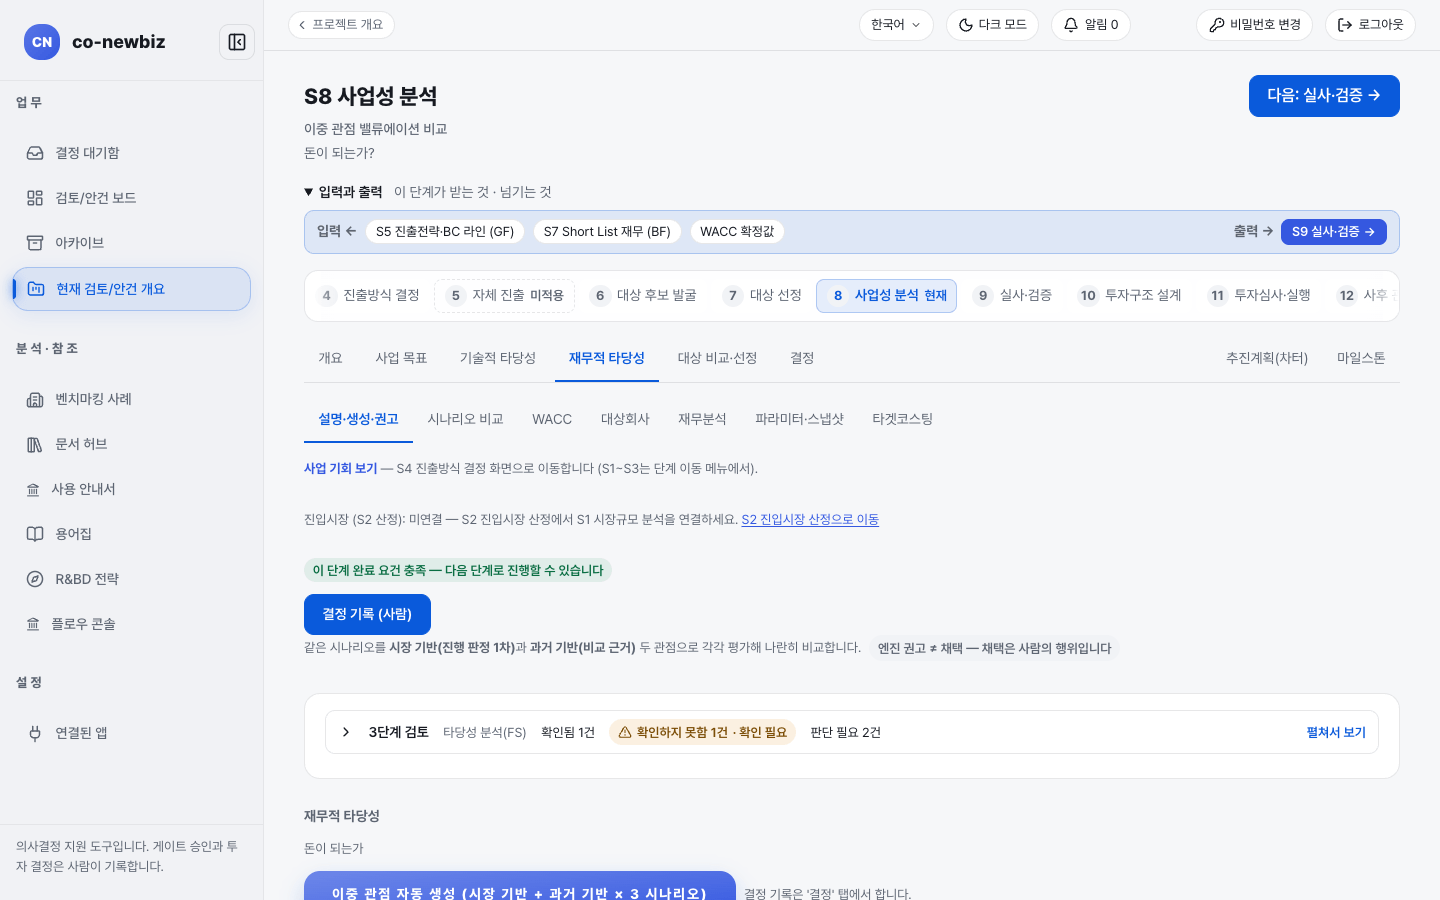 CN co-newbiz
업무
결정 대기함
검토/안건 보드
아카이브
현재 검토/안건 개요
분석·참조
벤치마킹 사례
문서 허브
사용 안내서
용어집
R&BD 전략
플로우 콘솔
설정
연결된 앱
의사결정 지원 도구입니다. 게이트 승인과 투
자 결정은 사람이 기록합니다.
프로젝트 개요
한국어
다크 모드
알림 0
비밀번호 변경
로그아웃
S8 사업성 분석
다음: 실사·검증 →
이중 관점 밸류에이션 비교
돈이 되는가?
▼ 입력과 출력 이 단계가 받는 것 · 넘기는 것
입력 ← S5 진출전략·BC 라인 (GF) S7 Short List 재무 (BF) WACC 확정값 출력 → S9 실사·검증 →
4 진출방식 결정 5 자체 진출 미적용 6 대상 후보 발굴 7 대상 선정 8 사업성 분석 현재 9 실사·검증 10 투자구조 설계 11 투자심사·실행 12 사후
개요 사업 목표 기술적 타당성 재무적 타당성 대상 비교·선정 결정 추진계획(차터) 마일스톤
설명·생성·권고 시나리오 비교 WACC 대상회사 재무분석 파라미터·스냅샷 타겟코스팅
사업 기회 보기 — S4 진출방식 결정 화면으로 이동합니다 (S1~S3는 단계 이동 메뉴에서).
진입시장 (S2 산정): 미연결 — S2 진입시장 산정에서 S1 시장규모 분석을 연결하세요. S2 진입시장 산정으로 이동
이 단계 완료 요건 충족 — 다음 단계로 진행할 수 있습니다
결정 기록 (사람)
같은 시나리오를 시장 기반(진행 판정 1차)과 과거 기반(비교 근거) 두 관점으로 각각 평가해 나란히 비교합니다. 엔진 권고 ≠ 채택 — 채택은 사람의 행위입니다
3단계 검토 타당성 분석(FS) 확인됨 1건 확인하지 못함 1건 · 확인 필요 판단 필요 2건 펼쳐서 보기
재무적 타당성
돈이 되는가
이중 관점 자동 생성 (시장 기반 + 과거 기반 × 3 시나리오) 결정 기록은 '결정' 탭에서 합니다.